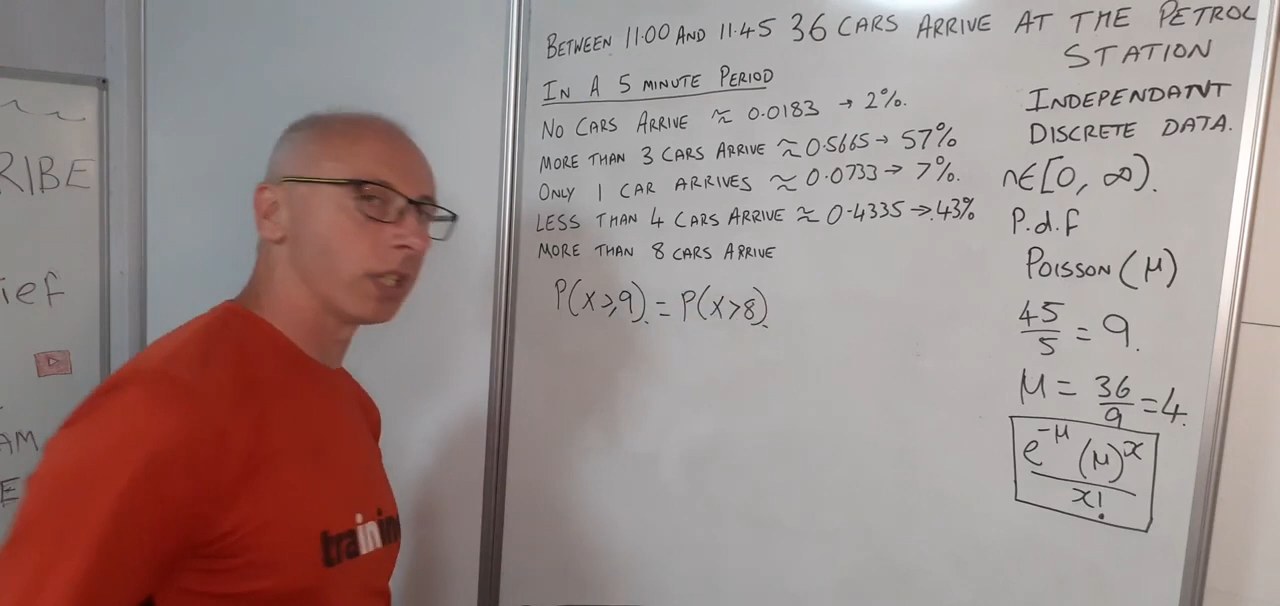 BETWEEN 11.00 AND 11.45 36 CARS ARRIVE AT THE PETROL
STATION
IN A 5 MINUTE PERIOD
NO CARS ARRIVE ≈ 0.0183 → 2%.
MORE THAN 3 CARS ARRIVE ≈ 0.5665 → 57%
ONLY 1 CAR ARRIVES ≈ 0.0733 → 7%.
LESS THAN 4 CARS ARRIVE ≈ 0.4335 → 43%
MORE THAN 8 CARS ARRIVE
P(X≥9). = P(X>8).
INDEPENDANT
DISCRETE DATA.
n∈[0, ∞).
P.d.f
POISSON (μ)
45/5 = 9.
μ = 36/9 = 4.
e^-μ (μ)^x / x!
RIBE
ief
AM
E
training